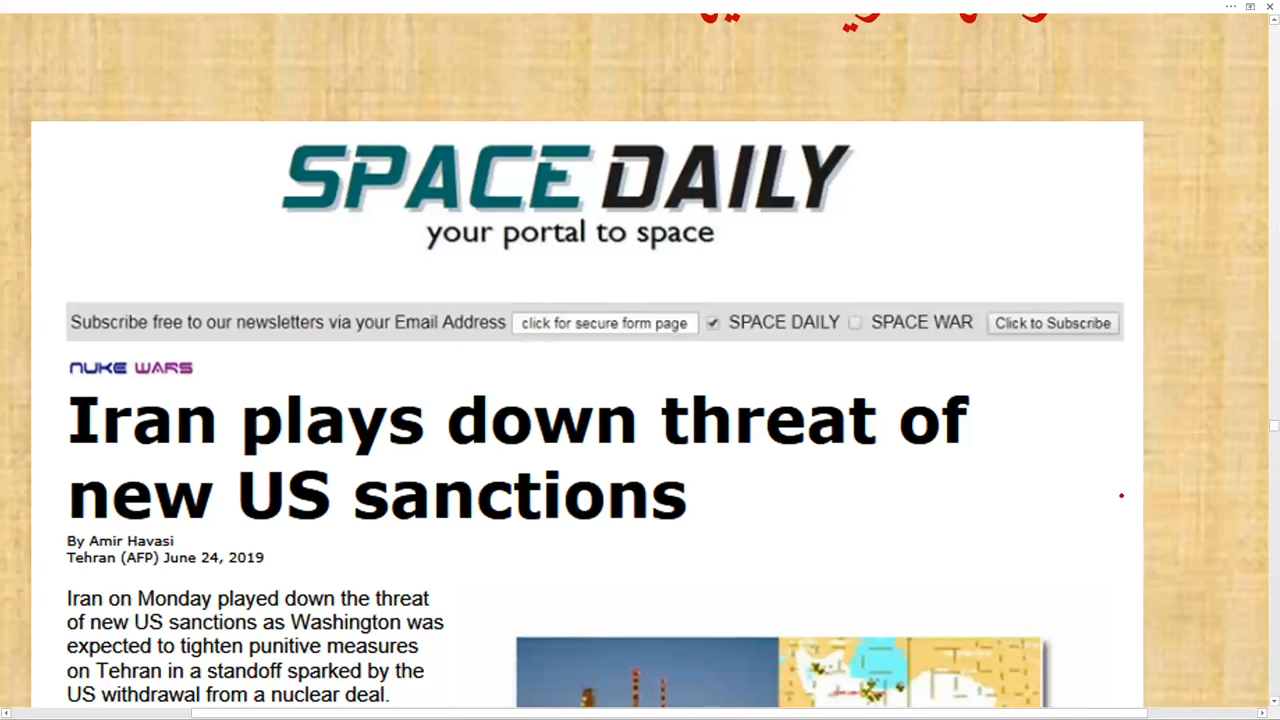 SPACE DAILY
your portal to space
Subscribe free to our newsletters via your Email Address click for secure form page SPACE DAILY SPACE WAR Click to Subscribe
NUKE WARS
Iran plays down threat of
new US sanctions
By Amir Havasi
Tehran (AFP) June 24, 2019
Iran on Monday played down the threat
of new US sanctions as Washington was
expected to tighten punitive measures
on Tehran in a standoff sparked by the
US withdrawal from a nuclear deal.